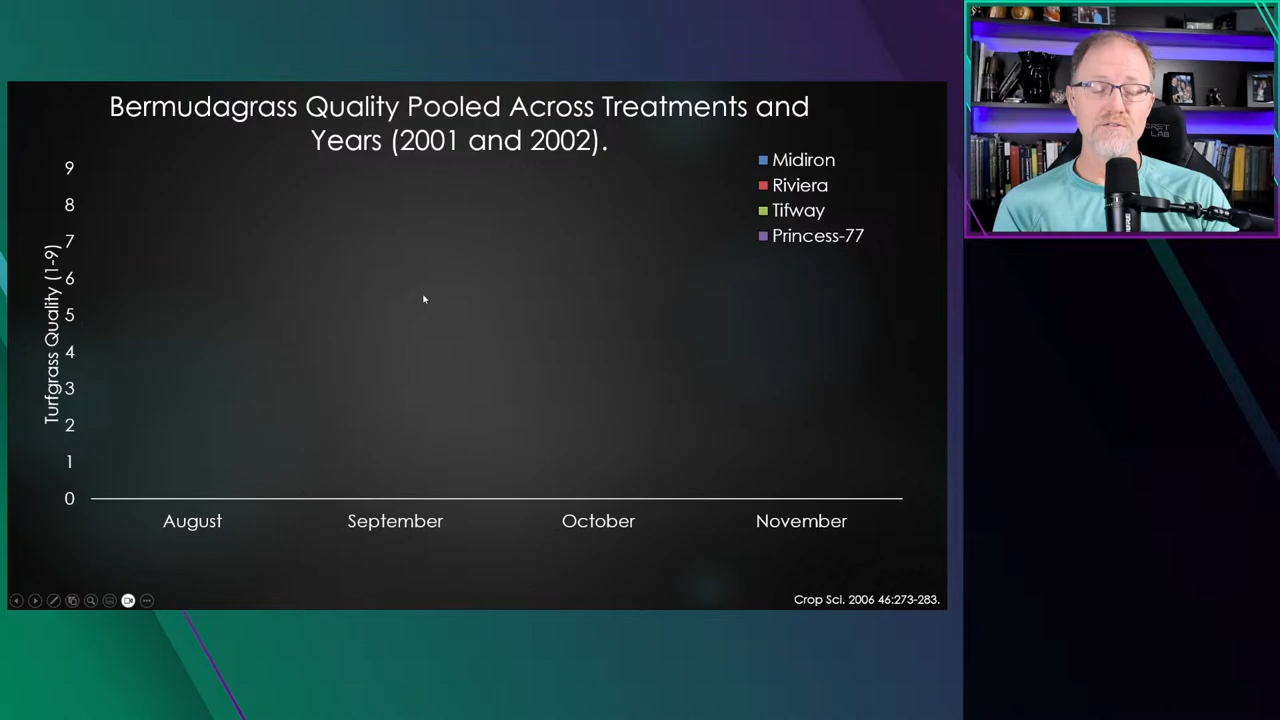 Bermudagrass Quality Pooled Across Treatments and
Years (2001 and 2002).
Midiron
Riviera
Tifway
Princess-77
Turfgrass Quality (1-9)
9
8
7
6
5
4
3
2
1
0
August
September
October
November
Crop Sci. 2006 46:273-283.